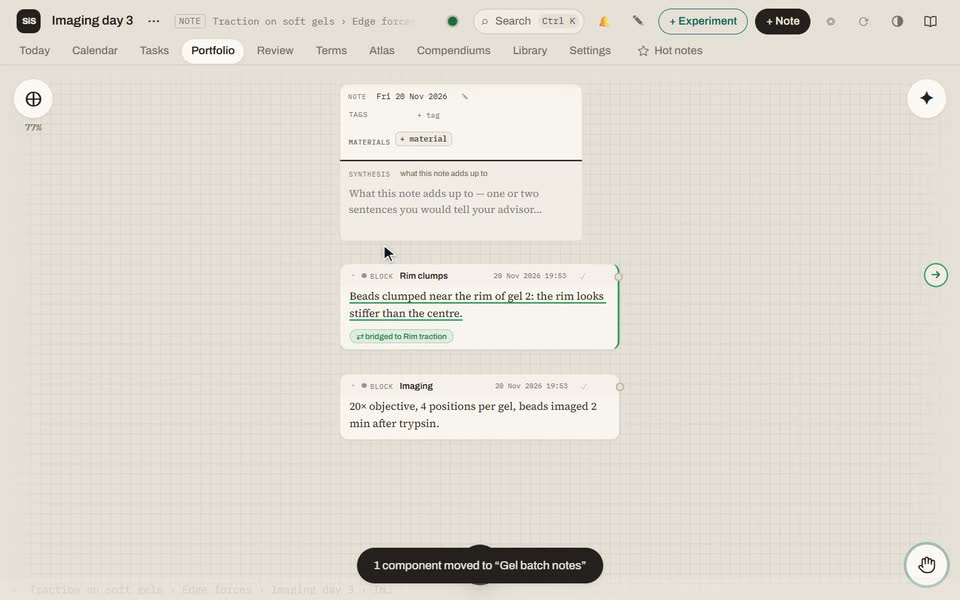 SiS Imaging day 3 ··· NOTE Traction on soft gels › Edge forces Search Ctrl K + Experiment + Note
Today Calendar Tasks Portfolio Review Terms Atlas Compendiums Library Settings Hot notes
77%
NOTE Fri 20 Nov 2026
TAGS + tag
MATERIALS + material
SYNTHESIS what this note adds up to
What this note adds up to — one or two
sentences you would tell your advisor...
BLOCK Rim clumps 20 Nov 2026 19:53 ✓
Beads clumped near the rim of gel 2: the rim looks
stiffer than the centre.
⇄ bridged to Rim traction
BLOCK Imaging 20 Nov 2026 19:53 ✓
20× objective, 4 positions per gel, beads imaged 2
min after trypsin.
1 component moved to “Gel batch notes”
Traction on soft gels › Edge forces › Imaging day 3 ›